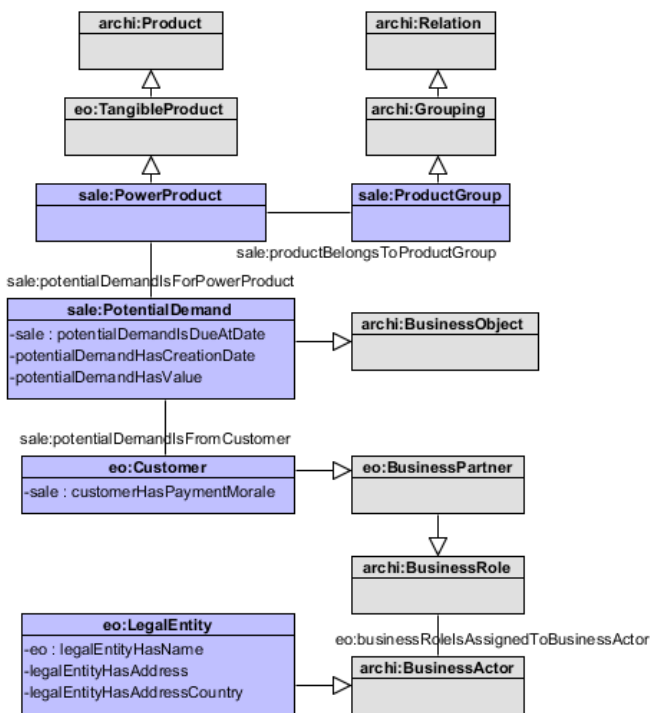 archi:Product
archi:Relation
eo:TangibleProduct
archi:Grouping
sale:PowerProduct
sale:ProductGroup
sale:productBelongsToProductGroup
sale:potentialDemandIsForPowerProduct
sale:PotentialDemand
-sale : potentialDemandIsDueAtDate
-potentialDemandHasCreationDate
-potentialDemandHasValue
archi:BusinessObject
sale:potentialDemandIsFromCustomer
eo:Customer
-sale : customerHasPaymentMorale
eo:BusinessPartner
archi:BusinessRole
eo:LegalEntity
-eo : legalEntityHasName
-legalEntityHasAddress
-legalEntityHasAddressCountry
eo:businessRoleIsAssignedToBusinessActor
archi:BusinessActor